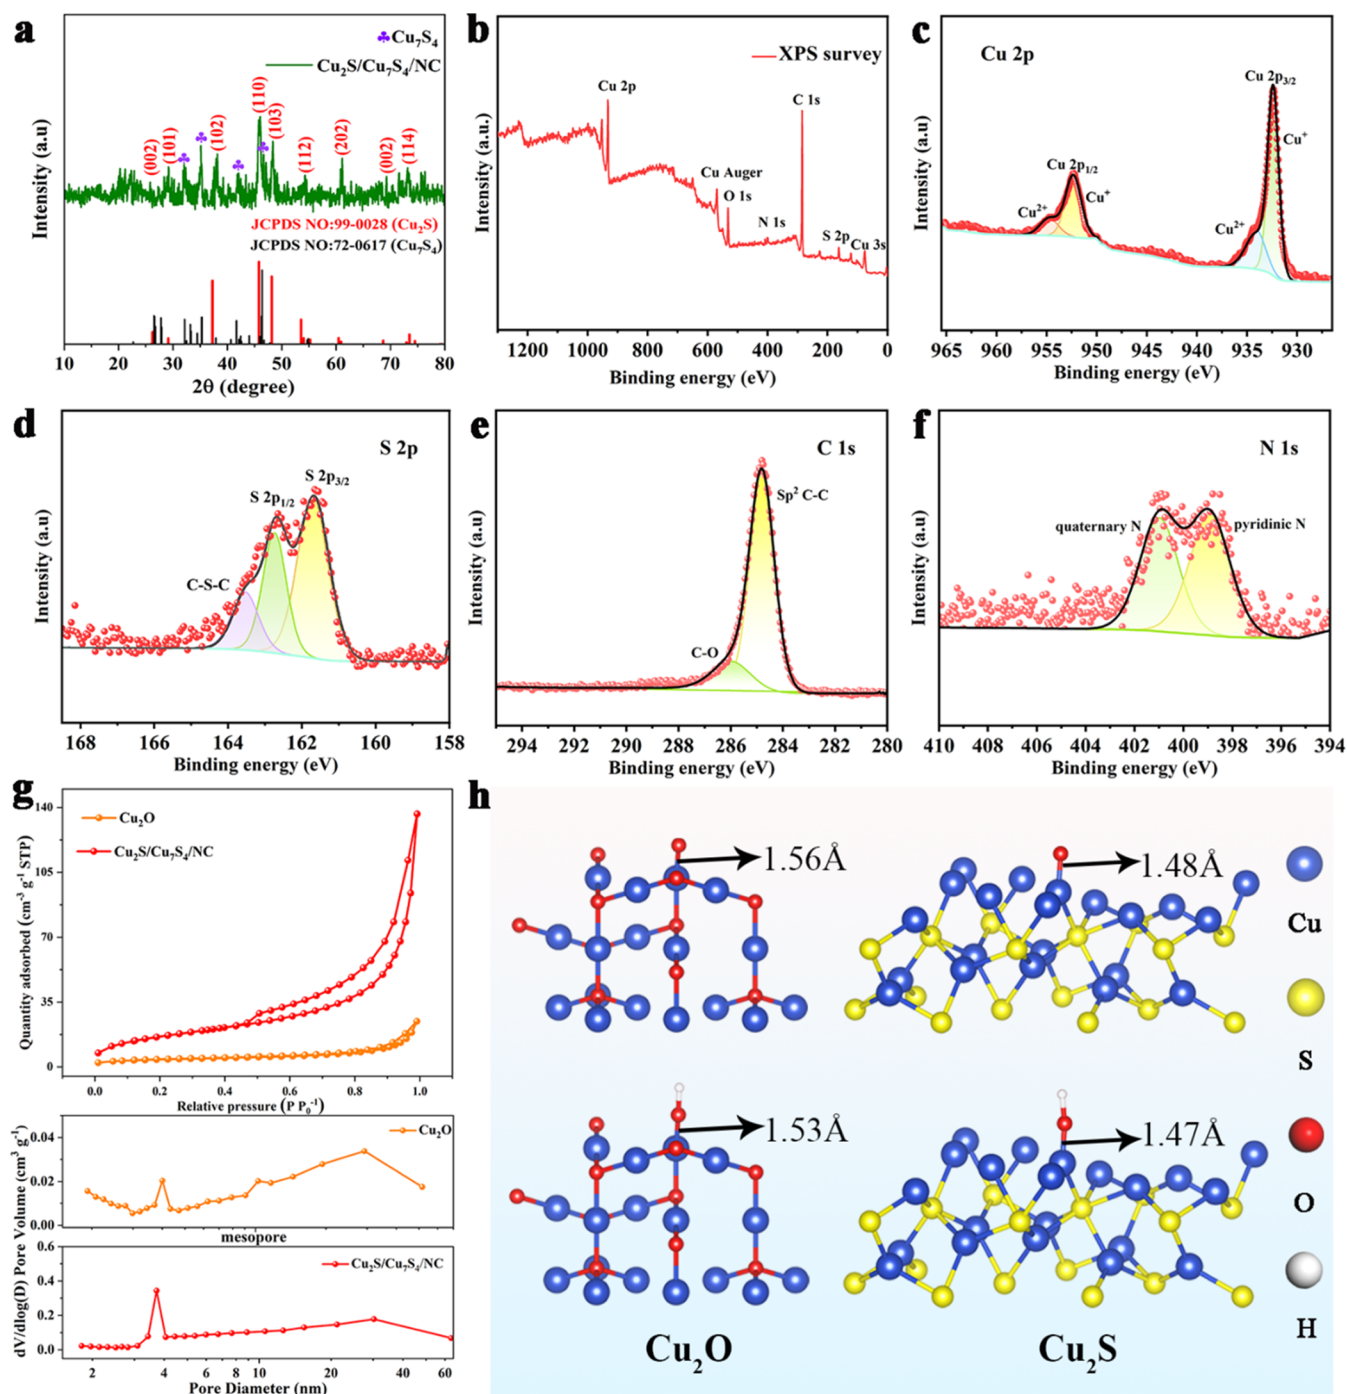 a
♣Cu₇S₄
Cu₂S/Cu₇S₄/NC
(002)
(101)
(102)
(110)
(103)
(112)
(202)
(002)
(114)
JCPDS NO:99-0028 (Cu₂S)
JCPDS NO:72-0617 (Cu₇S₄)
Intensity (a.u)
10 20 30 40 50 60 70 80
2θ (degree)
b
XPS survey
Cu 2p
C 1s
Cu Auger
O 1s
N 1s
S 2p
Cu 3s
Intensity (a.u.)
1200 1000 800 600 400 200 0
Binding energy (eV)
c
Cu 2p
Cu 2p₃/₂
Cu⁺
Cu 2p₁/₂
Cu²⁺
Cu⁺
Cu²⁺
Intensity (a.u.)
965 960 955 950 945 940 935 930
Binding energy (eV)
d
S 2p
S 2p₃/₂
S 2p₁/₂
C-S-C
Intensity (a.u)
168 166 164 162 160 158
Binding energy (eV)
e
C 1s
Sp² C-C
C-O
Intensity (a.u)
294 292 290 288 286 284 282 280
Binding energy (eV)
f
N 1s
quaternary N
pyridinic N
Intensity (a.u)
410 408 406 404 402 400 398 396 394
Binding energy (eV)
g
Cu₂O
Cu₂S/Cu₇S₄/NC
Quantity adsorbed (cm⁻³ g⁻¹ STP)
140
105
70
35
0
0.0 0.2 0.4 0.6 0.8 1.0
Relative pressure (P P₀⁻¹)
Cu₂O
0.04
0.02
0.00
mesopore
Cu₂S/Cu₇S₄/NC
0.6
0.4
0.2
0.0
dV/dlog(D) Pore Volume (cm³ g⁻¹)
2 4 6 8 10 20 40 60
Pore Diameter (nm)
h
1.56Å
1.48Å
Cu
S
1.53Å
1.47Å
O
H
Cu₂O
Cu₂S